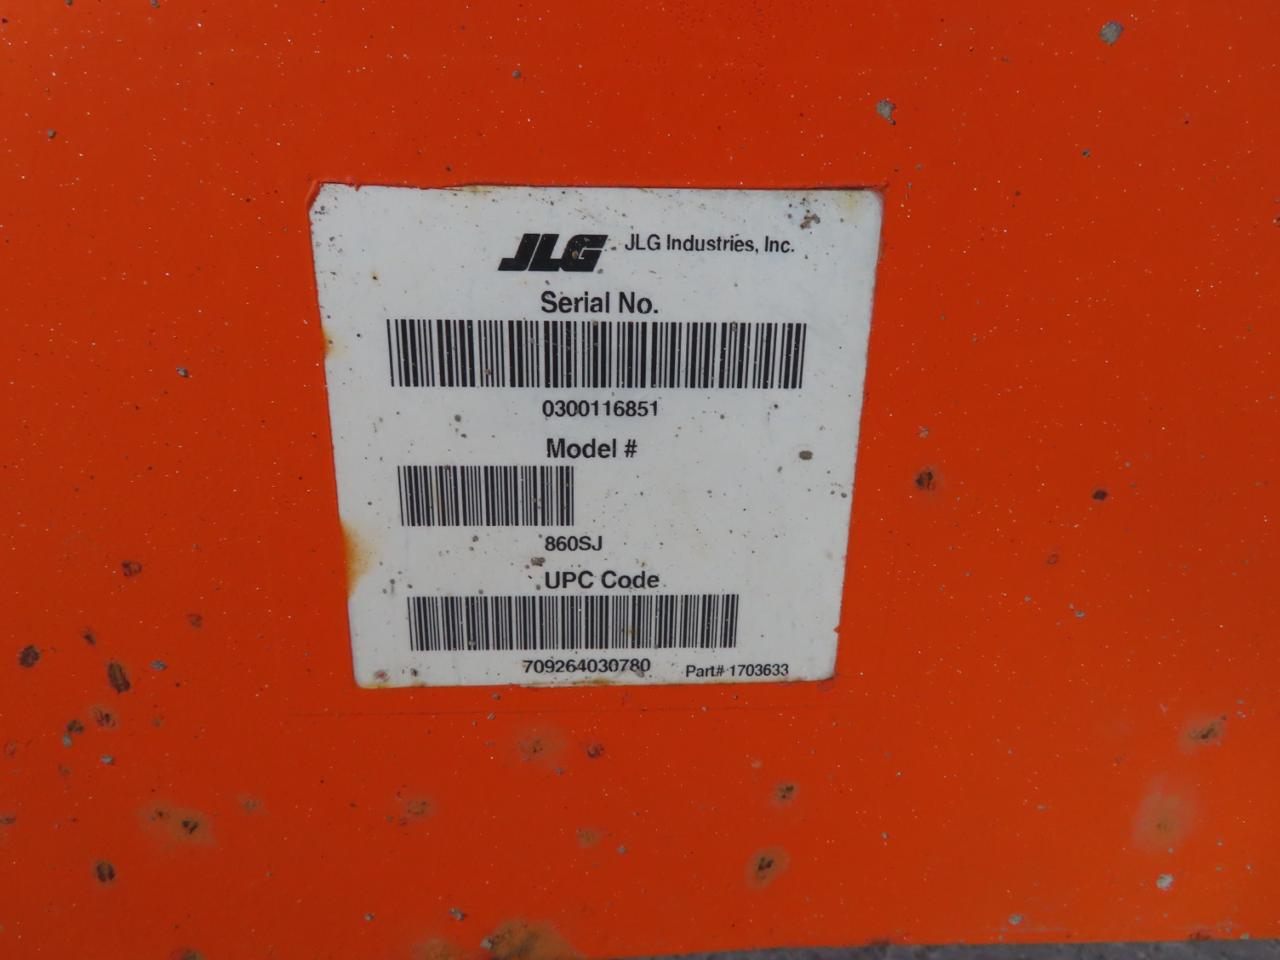 JLG JLG Industries, Inc.
Serial No.
0300116851
Model #
860SJ
UPC Code
709264030780 Part# 1703633